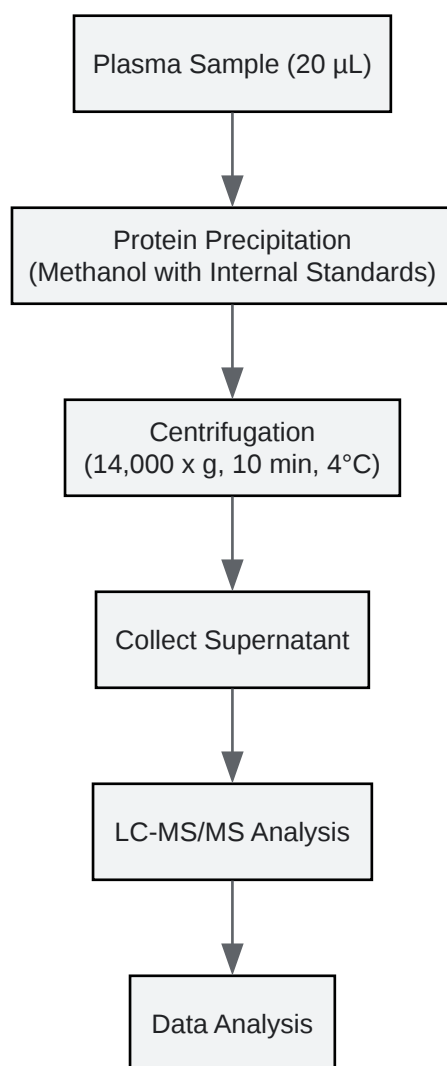 Plasma Sample (20 µL)
Protein Precipitation
(Methanol with Internal Standards)
Centrifugation
(14,000 x g, 10 min, 4°C)
Collect Supernatant
LC-MS/MS Analysis
Data Analysis